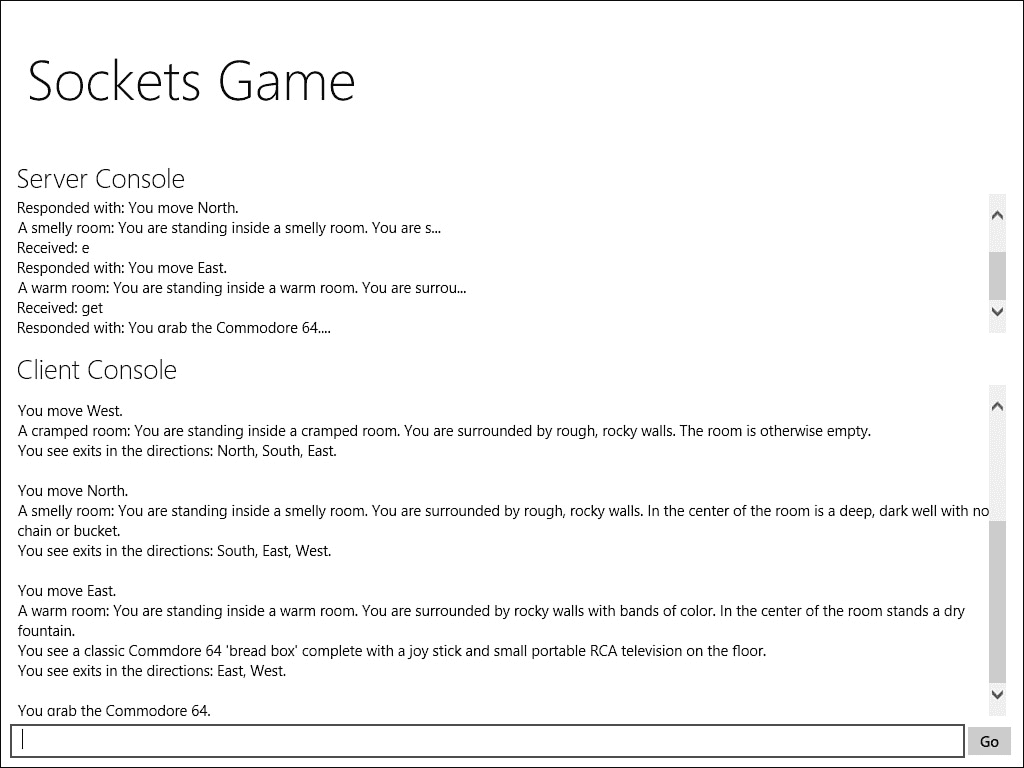 Sockets Game
Server Console
Responded with: You move North.
A smelly room: You are standing inside a smelly room. You are s...
Received: e
Responded with: You move East.
A warm room: You are standing inside a warm room. You are surrou...
Received: get
Responded with: You grab the Commodore 64....
Client Console
You move West.
A cramped room: You are standing inside a cramped room. You are surrounded by rough, rocky walls. The room is otherwise empty.
You see exits in the directions: North, South, East.
You move North.
A smelly room: You are standing inside a smelly room. You are surrounded by rough, rocky walls. In the center of the room is a deep, dark well with no
chain or bucket.
You see exits in the directions: South, East, West.
You move East.
A warm room: You are standing inside a warm room. You are surrounded by rocky walls with bands of color. In the center of the room stands a dry
fountain.
You see a classic Commdore 64 'bread box' complete with a joy stick and small portable RCA television on the floor.
You see exits in the directions: East, West.
You grab the Commodore 64.
Go